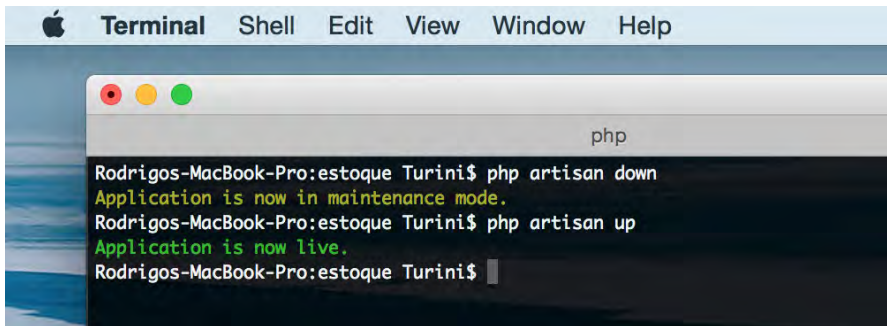 Terminal Shell Edit View Window Help
php
Rodrigos-MacBook-Pro:estoque Turini$ php artisan down
Application is now in maintenance mode.
Rodrigos-MacBook-Pro:estoque Turini$ php artisan up
Application is now live.
Rodrigos-MacBook-Pro:estoque Turini$